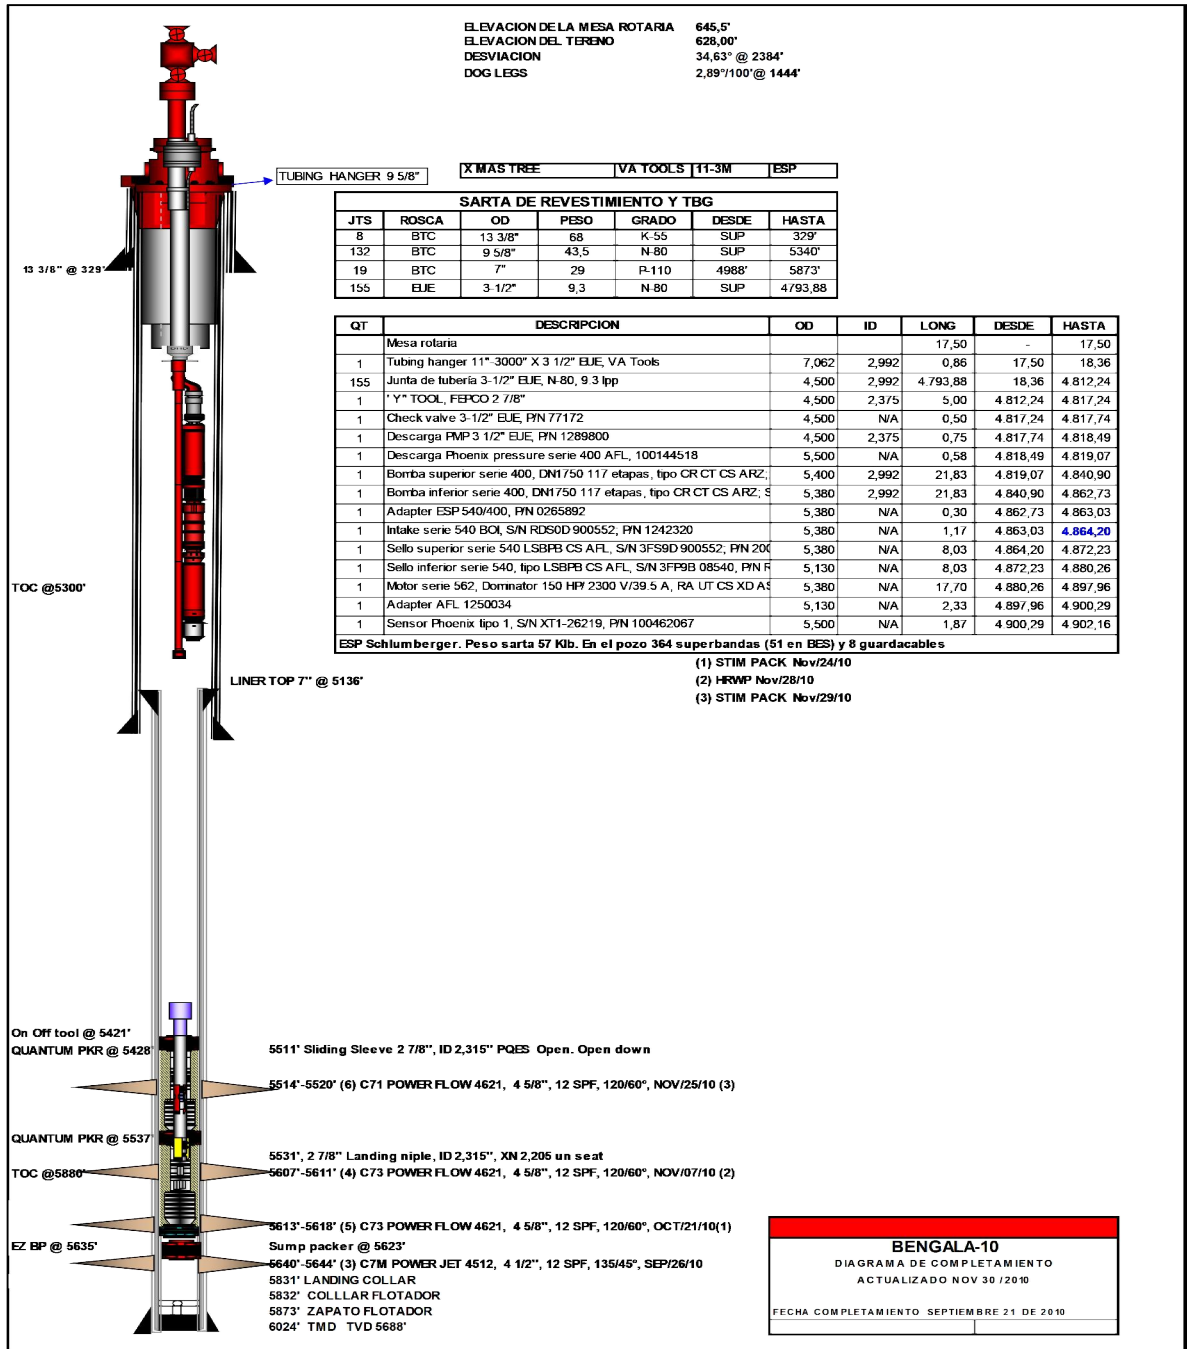 ELEVACION DE LA MESA ROTARIA 645,5'
ELEVACION DEL TERENO 628,00'
DESVIACION 34,63° @ 2384'
DOG LEGS 2,89°/100'@ 1444'
TUBING HANGER 9 5/8"
X MAS TREE VA TOOLS 11-3M ESP
SARTA DE REVESTIMIENTO Y TBG
JTS ROSCA OD PESO GRADO DESDE HASTA
8 BTC 13 3/8" 68 K-55 SUP 329'
132 BTC 9 5/8" 43,5 N-80 SUP 5340'
19 BTC 7" 29 P-110 4988' 5873'
155 EUE 3-1/2" 9,3 N-80 SUP 4793,88
13 3/8" @ 329'
QT DESCRIPCION OD ID LONG DESDE HASTA
Mesa rotaria 17,50 - 17,50
1 Tubing hanger 11"-3000" X 3 1/2" EUE, VA Tools 7,062 2,992 0,86 17,50 18,36
155 Junta de tubería 3-1/2" EUE, N-80, 9.3 lpp 4,500 2,992 4.793,88 18,36 4.812,24
1 ' Y" TOOL, FEPCO 2 7/8" 4,500 2,375 5,00 4.812,24 4.817,24
1 Check valve 3-1/2" EUE, P/N 77172 4,500 N/A 0,50 4.817,24 4.817,74
1 Descarga PMP 3 1/2" EUE, P/N 1289800 4,500 2,375 0,75 4.817,74 4.818,49
1 Descarga Phoenix pressure serie 400 AFL, 100144518 5,500 N/A 0,58 4.818,49 4.819,07
1 Bomba superior serie 400, DN1750 117 etapas, tipo CR CT CS ARZ; 5,400 2,992 21,83 4.819,07 4.840,90
1 Bomba inferior serie 400, DN1750 117 etapas, tipo CR CT CS ARZ; S 5,380 2,992 21,83 4.840,90 4.862,73
1 Adapter ESP 540/400, P/N 0265892 5,380 N/A 0,30 4.862,73 4.863,03
1 Intake serie 540 BOI, S/N RDS0D 900552; P/N 1242320 5,380 N/A 1,17 4.863,03 4.864,20
1 Sello superior serie 540 LSBPB CS AFL, S/N 3FS9D 900552; P/N 200 5,380 N/A 8,03 4.864,20 4.872,23
1 Sello inferior serie 540, tipo LSBPB CS AFL, S/N 3FP9B 08540, P/N R 5,130 N/A 8,03 4.872,23 4.880,26
1 Motor serie 562, Dominator 150 HP/ 2300 V/39.5 A, RA UT CS XD AS 5,380 N/A 17,70 4.880,26 4.897,96
1 Adapter AFL 1250034 5,130 N/A 2,33 4.897,96 4.900,29
1 Sensor Phoenix tipo 1, S/N XT1-26219, P/N 100462067 5,500 N/A 1,87 4.900,29 4.902,16
ESP Schlumberger. Peso sarta 57 Klb. En el pozo 364 superbandas (51 en BES) y 8 guardacables
TOC @5300'
(1) STIM PACK Nov/24/10
(2) HRWP Nov/28/10
(3) STIM PACK Nov/29/10
LINER TOP 7" @ 5136'
On Off tool @ 5421'
QUANTUM PKR @ 5428'
5511' Sliding Sleeve 2 7/8", ID 2,315" PQES Open. Open down
5514'-5520' (6) C71 POWER FLOW 4621, 4 5/8", 12 SPF, 120/60°, NOV/25/10 (3)
QUANTUM PKR @ 5537'
5531', 2 7/8" Landing niple, ID 2,315", XN 2,205 un seat
TOC @5880'
5607'-5611' (4) C73 POWER FLOW 4621, 4 5/8", 12 SPF, 120/60°, NOV/07/10 (2)
5613'-5618' (5) C73 POWER FLOW 4621, 4 5/8", 12 SPF, 120/60°, OCT/21/10(1)
EZ BP @ 5635'
Sump packer @ 5623'
5640'-5644' (3) C7M POWER JET 4512, 4 1/2", 12 SPF, 135/45°, SEP/26/10
5831' LANDING COLLAR
5832' COLLLAR FLOTADOR
5873' ZAPATO FLOTADOR
6024' TMD TVD 5688'
BENGALA-10
DIAGRAMA DE COMPLETAMIENTO
ACTUALIZADO NOV 30 / 2010
FECHA COMPLETAMIENTO SEPTIEMBRE 21 DE 2010